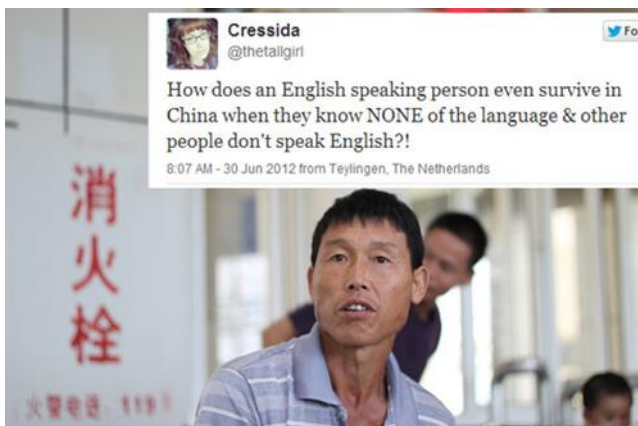 Cressida
@thetallgirl
Fo
How does an English speaking person even survive in
China when they know NONE of the language & other
people don't speak English?!
8:07 AM - 30 Jun 2012 from Teylingen, The Netherlands
消火栓
火警电话：119